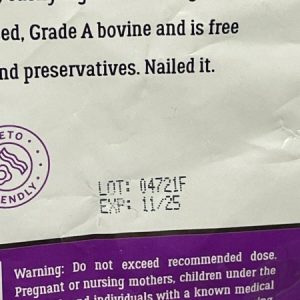 ed, Grade A bovine and is free
nd preservatives. Nailed it.
ETO
ENDLY
LOT: 04721F
EXP: 11/25
Warning: Do not exceed recommended dose.
Pregnant or nursing mothers, children under the
individuals with a known medical